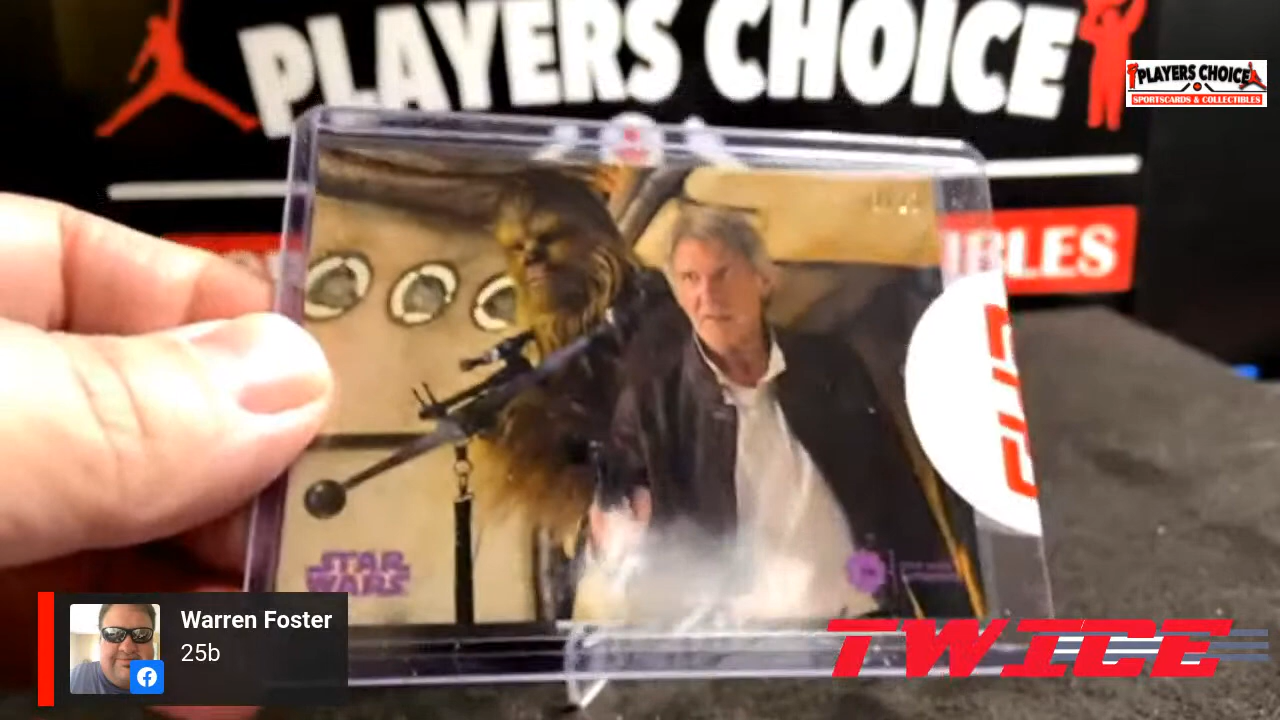 PLAYERS CHOICE
PLAYERS CHOICE
SPORTSCARDS & COLLECTIBLES
IBLES
STAR
WARS
Warren Foster
25b
TWICE